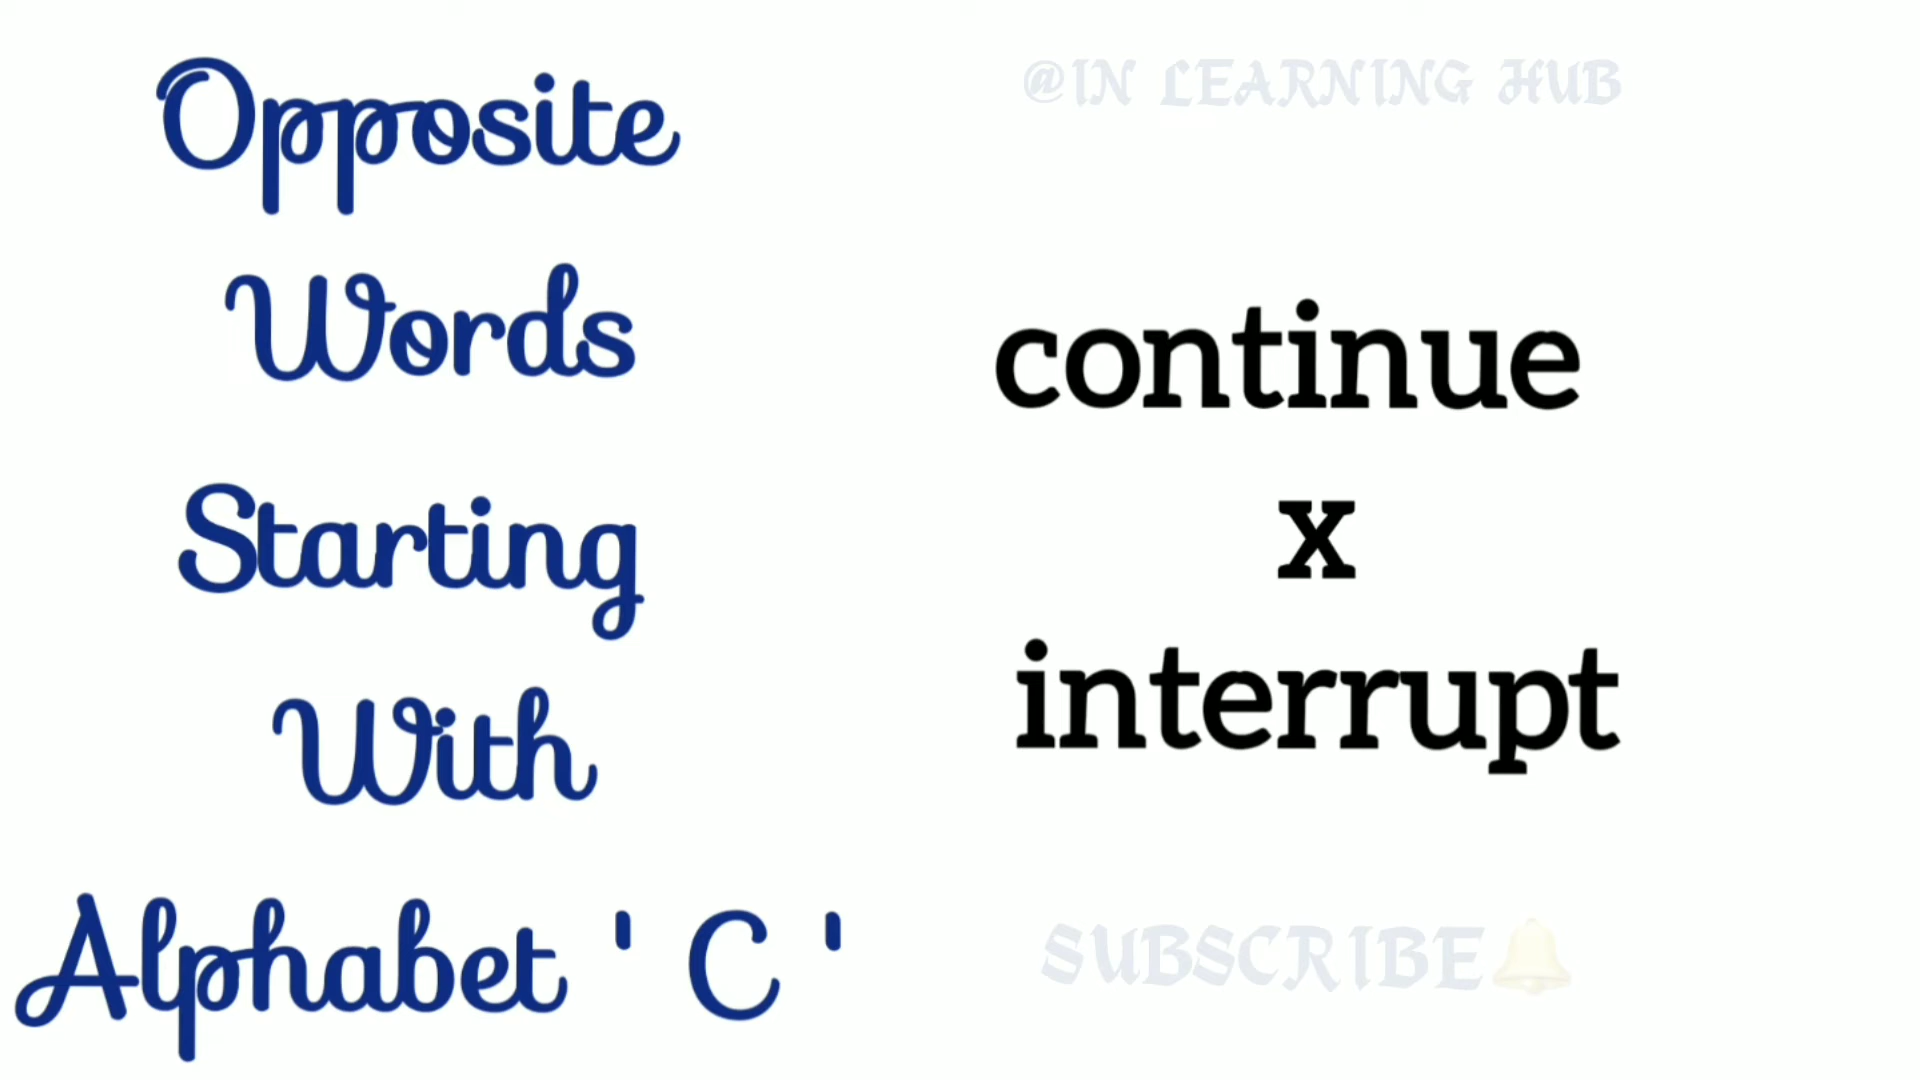 Opposite
Words
Starting
With
Alphabet ' C '
@IN LEARNING HUB
continue
x
interrupt
SUBSCRIBE